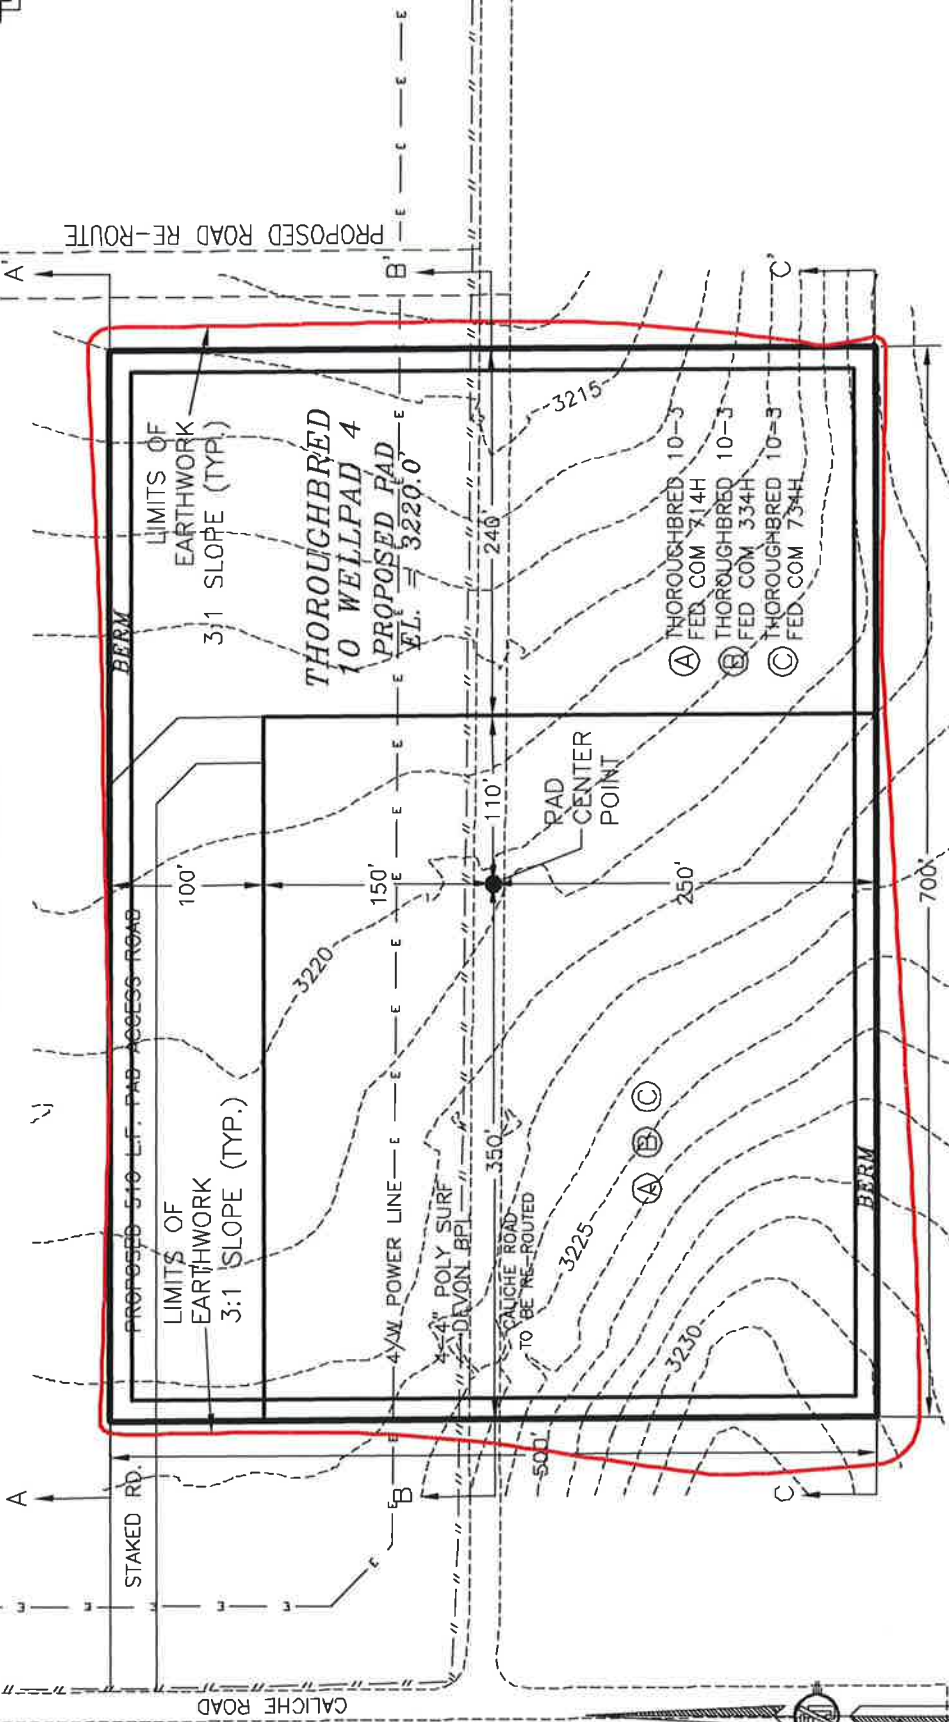 PROPOSED ROAD RE-ROUTE
A'
B'
C'
LIMITS OF
EARTHWORK
3:1 SLOPE (TYP.)
BERM
THOROUGHBRED
10 WELLPAD 4
PROPOSED PAD
EL. = 3220.0'
3215
240'
Ⓐ THOROUGHBRED 10-3
FED COM 714H
Ⓑ THOROUGHBRED 10-3
FED COM 334H
Ⓒ THOROUGHBRED 10-3
FED COM 734H
110'
PAD
CENTER
POINT
100'
150'
250'
700'
3220
PROPOSED 510 L.F. PAD ACCESS ROAD
LIMITS OF
EARTHWORK
3:1 SLOPE (TYP.)
4/W POWER LINE
4-4" POLY SURF
DEVON BPL
350'
CALICHE ROAD
TO BE RE-ROUTED
3225
Ⓐ Ⓑ Ⓒ
3230
BERM
500'
A
B
C
STAKED RD.
E E E E E E E E E E E E
CALICHE ROAD